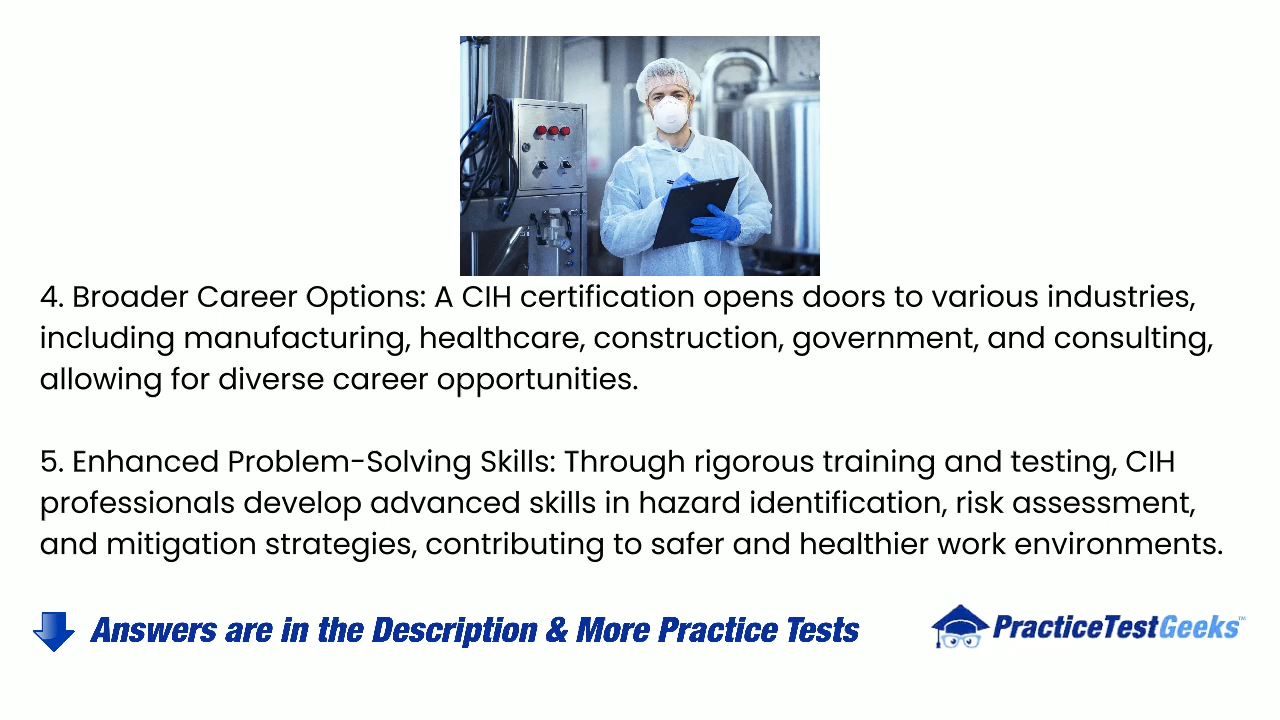 4. Broader Career Options: A CIH certification opens doors to various industries,
including manufacturing, healthcare, construction, government, and consulting,
allowing for diverse career opportunities.
5. Enhanced Problem-Solving Skills: Through rigorous training and testing, CIH
professionals develop advanced skills in hazard identification, risk assessment,
and mitigation strategies, contributing to safer and healthier work environments.
Answers are in the Description & More Practice Tests
PracticeTestGeeks™